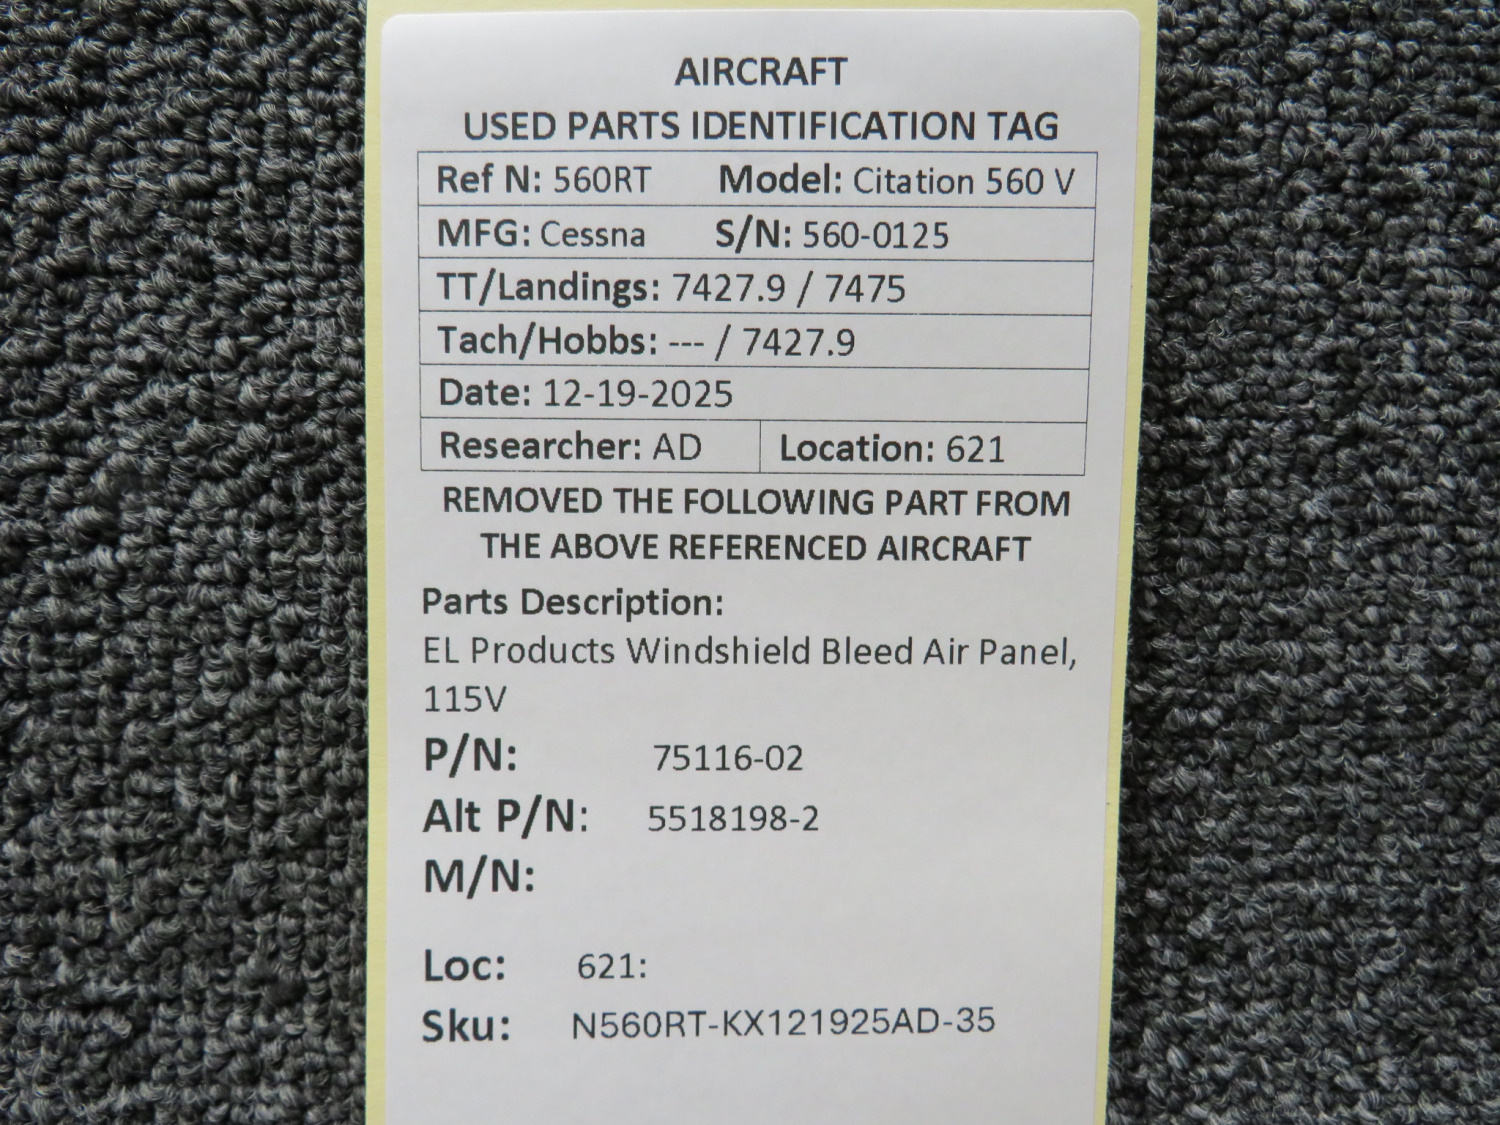 AIRCRAFT
USED PARTS IDENTIFICATION TAG
Ref N: 560RT Model: Citation 560 V
MFG: Cessna S/N: 560-0125
TT/Landings: 7427.9 / 7475
Tach/Hobbs: --- / 7427.9
Date: 12-19-2025
Researcher: AD Location: 621
REMOVED THE FOLLOWING PART FROM
THE ABOVE REFERENCED AIRCRAFT
Parts Description:
EL Products Windshield Bleed Air Panel,
115V
P/N: 75116-02
Alt P/N: 5518198-2
M/N:
Loc: 621:
Sku: N560RT-KX121925AD-35